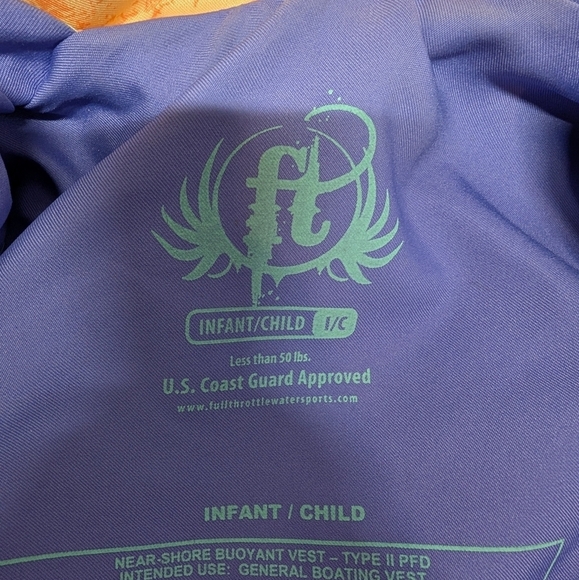 ft
INFANT/CHILD I/C
Less than 50 lbs.
U.S. Coast Guard Approved
www.fullthrottlewatersports.com
INFANT / CHILD
NEAR-SHORE BUOYANT VEST – TYPE II PFD
INTENDED USE: GENERAL BOATING VEST